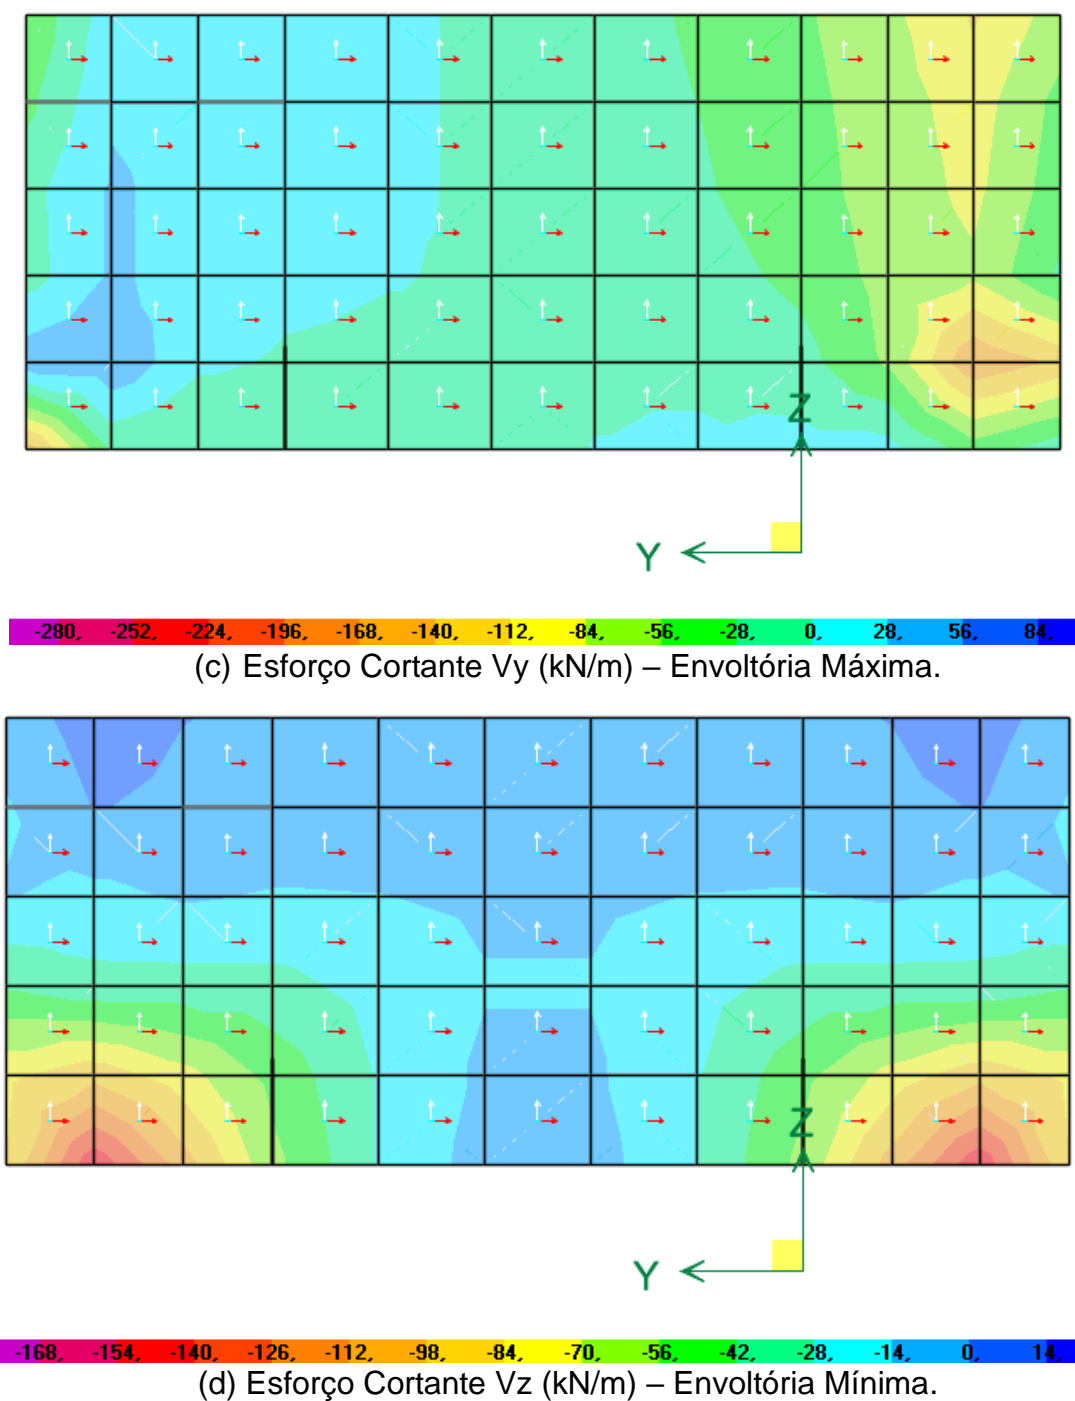 Z
Y
-280, -252, -224, -196, -168, -140, -112, -84, -56, -28, 0, 28, 56, 84,
(c) Esforço Cortante Vy (kN/m) – Envoltória Máxima.
Z
Y
-168, -154, -140, -126, -112, -98, -84, -70, -56, -42, -28, -14, 0, 14,
(d) Esforço Cortante Vz (kN/m) – Envoltória Mínima.